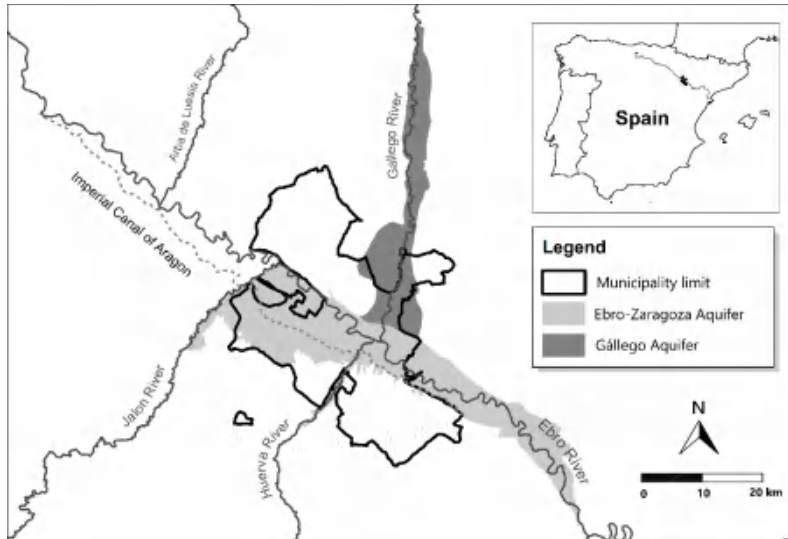 Arba de Luesia River
Gállego River
Imperial Canal of Aragon
Jalon River
Huerva River
Ebro River
Spain
Legend
Municipality limit
Ebro-Zaragoza Aquifer
Gállego Aquifer
N
0 10 20 km